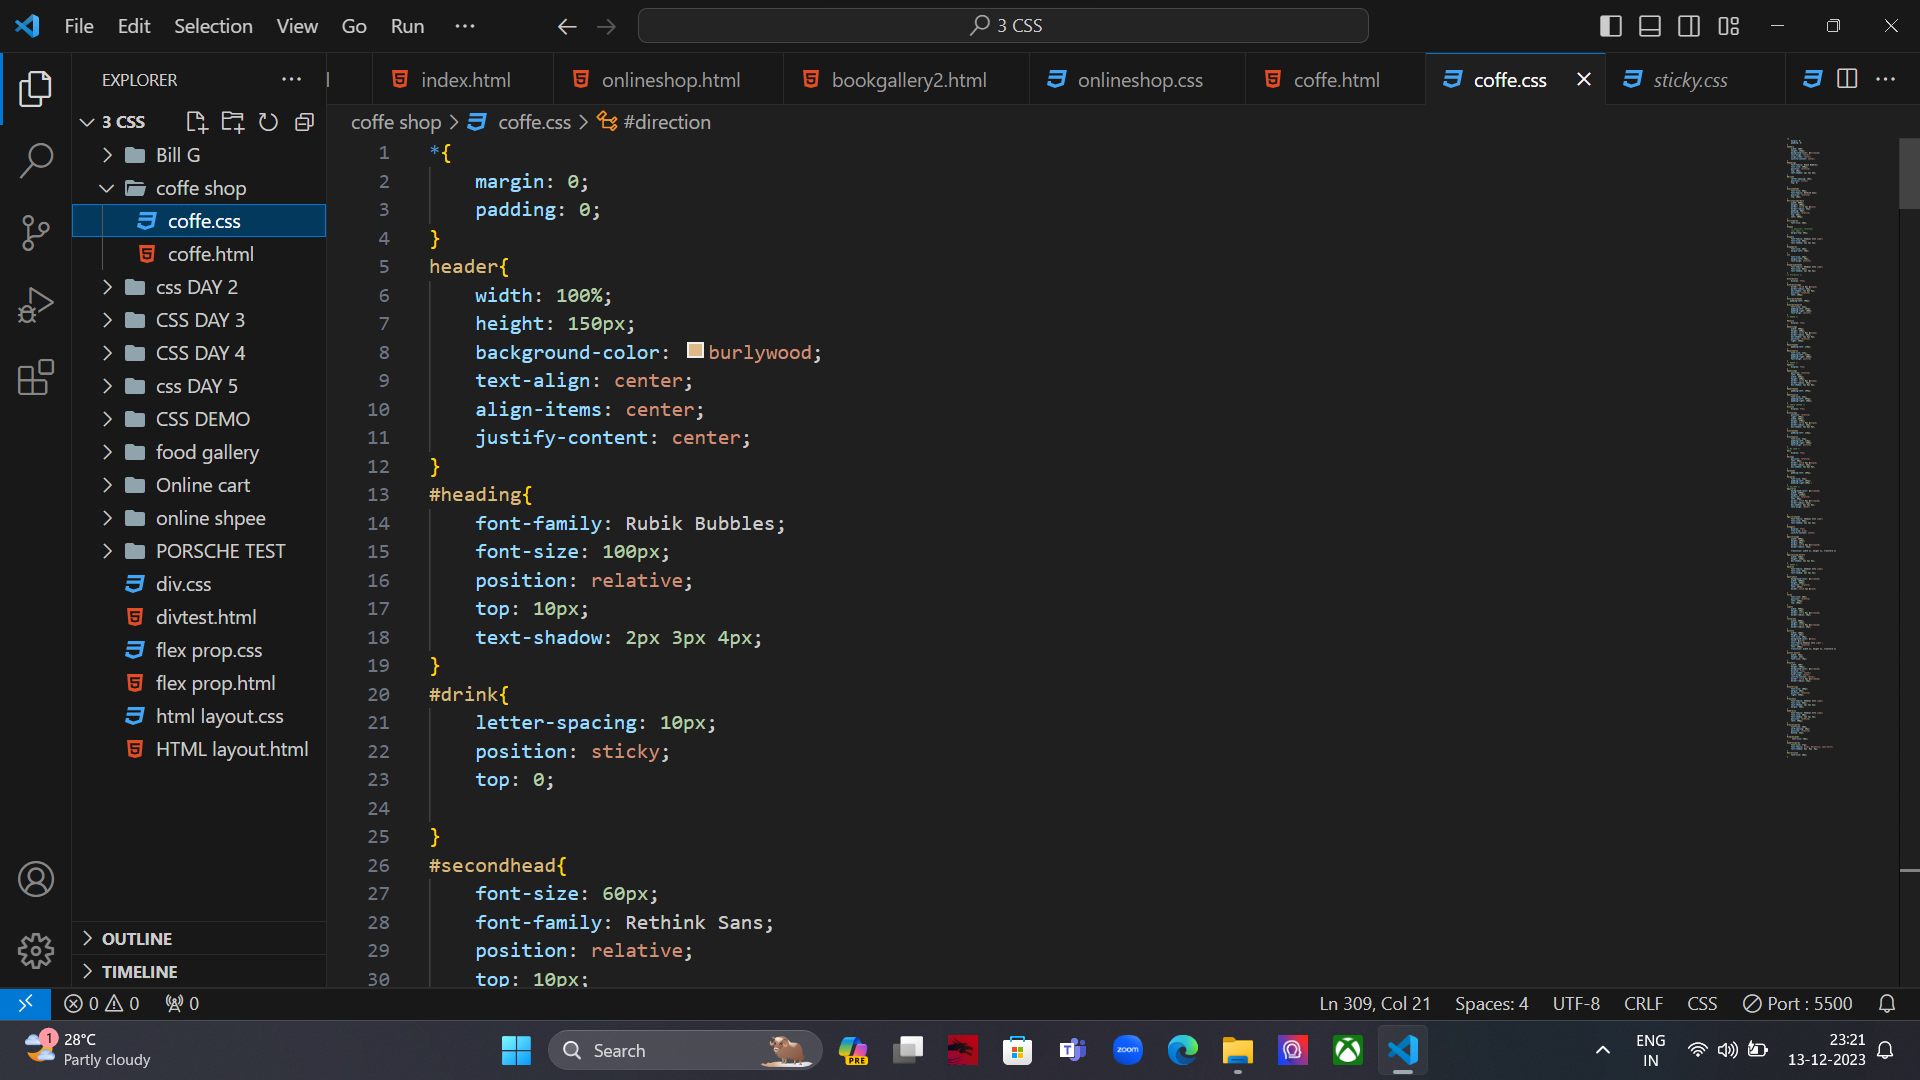 File Edit Selection View Go Run ···
3 CSS
EXPLORER
index.html onlineshop.html bookgallery2.html onlineshop.css coffe.html coffe.css sticky.css
3 CSS
coffe shop > coffe.css > #direction
Bill G
coffe shop
coffe.css
coffe.html
css DAY 2
CSS DAY 3
CSS DAY 4
css DAY 5
CSS DEMO
food gallery
Online cart
online shpee
PORSCHE TEST
div.css
divtest.html
flex prop.css
flex prop.html
html layout.css
HTML layout.html
OUTLINE
TIMELINE
1 *{
2 margin: 0;
3 padding: 0;
4 }
5 header{
6 width: 100%;
7 height: 150px;
8 background-color: burlywood;
9 text-align: center;
10 align-items: center;
11 justify-content: center;
12 }
13 #heading{
14 font-family: Rubik Bubbles;
15 font-size: 100px;
16 position: relative;
17 top: 10px;
18 text-shadow: 2px 3px 4px;
19 }
20 #drink{
21 letter-spacing: 10px;
22 position: sticky;
23 top: 0;
24
25 }
26 #secondhead{
27 font-size: 60px;
28 font-family: Rethink Sans;
29 position: relative;
30 top: 10px;
0 0 0
Ln 309, Col 21 Spaces: 4 UTF-8 CRLF CSS Port : 5500
1 28°C
Partly cloudy
Search
PRE
zoom
ENG
IN
23:21
13-12-2023